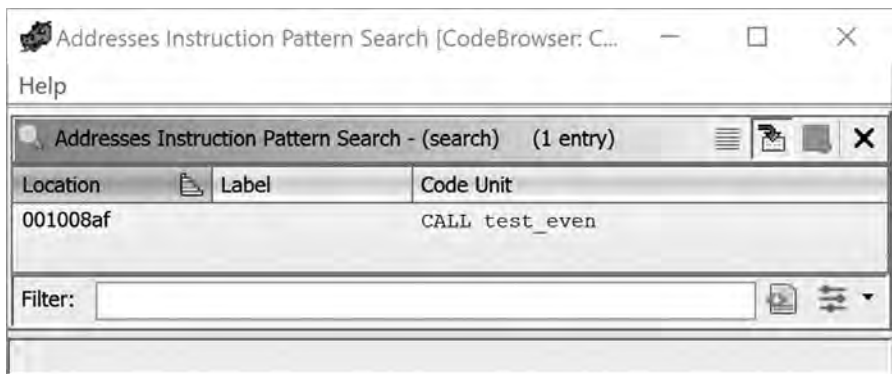 Addresses Instruction Pattern Search [CodeBrowser: C...
Help
Addresses Instruction Pattern Search - (search) (1 entry)
Location Label Code Unit
001008af CALL test_even
Filter: